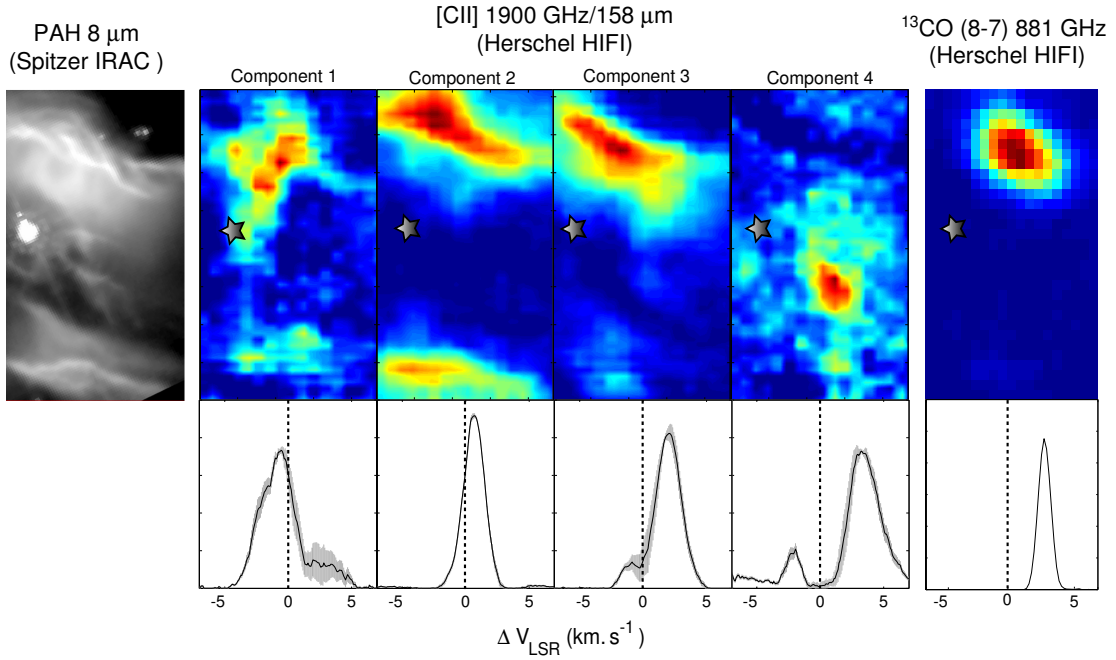 PAH 8 μm
(Spitzer IRAC )
[CII] 1900 GHz/158 μm
(Herschel HIFI)
¹³CO (8-7) 881 GHz
(Herschel HIFI)
Component 1
Component 2
Component 3
Component 4
-5 0 5
-5 0 5
-5 0 5
-5 0 5
-5 0 5
Δ V_LSR (km. s⁻¹)